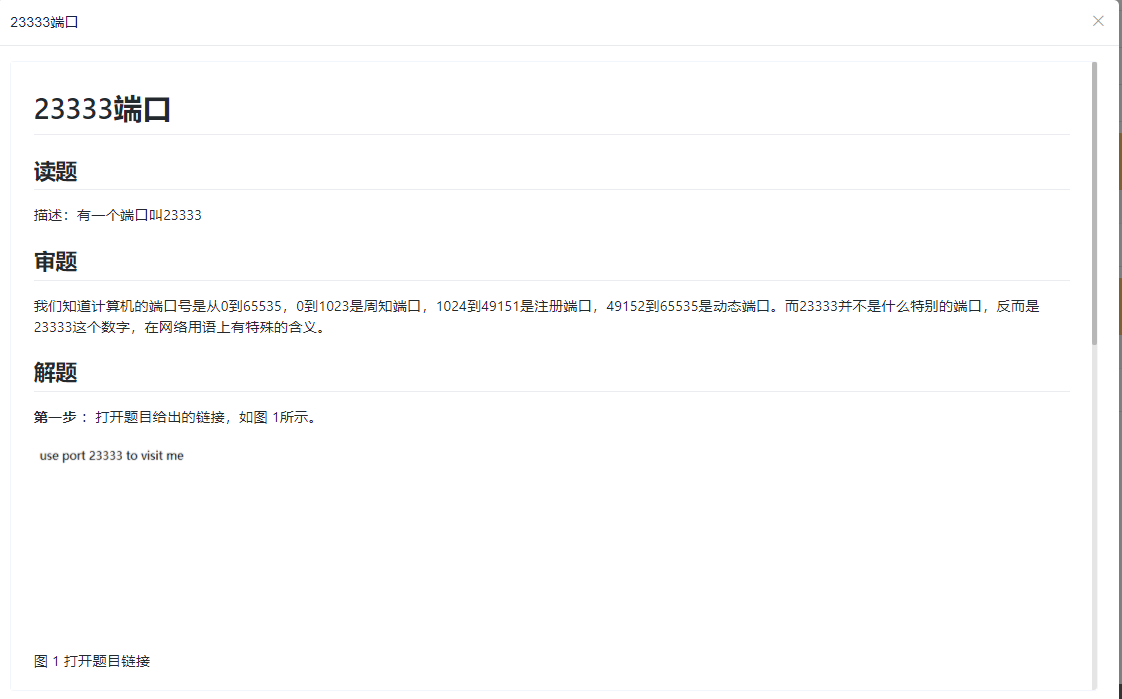 23333端口
23333端口
读题
描述：有一个端口叫23333
审题
我们知道计算机的端口号是从0到65535，0到1023是周知端口，1024到49151是注册端口，49152到65535是动态端口。而23333并不是什么特别的端口，反而是
23333这个数字，在网络用语上有特殊的含义。
解题
第一步 ：打开题目给出的链接，如图 1所示。
use port 23333 to visit me
图 1 打开题目链接